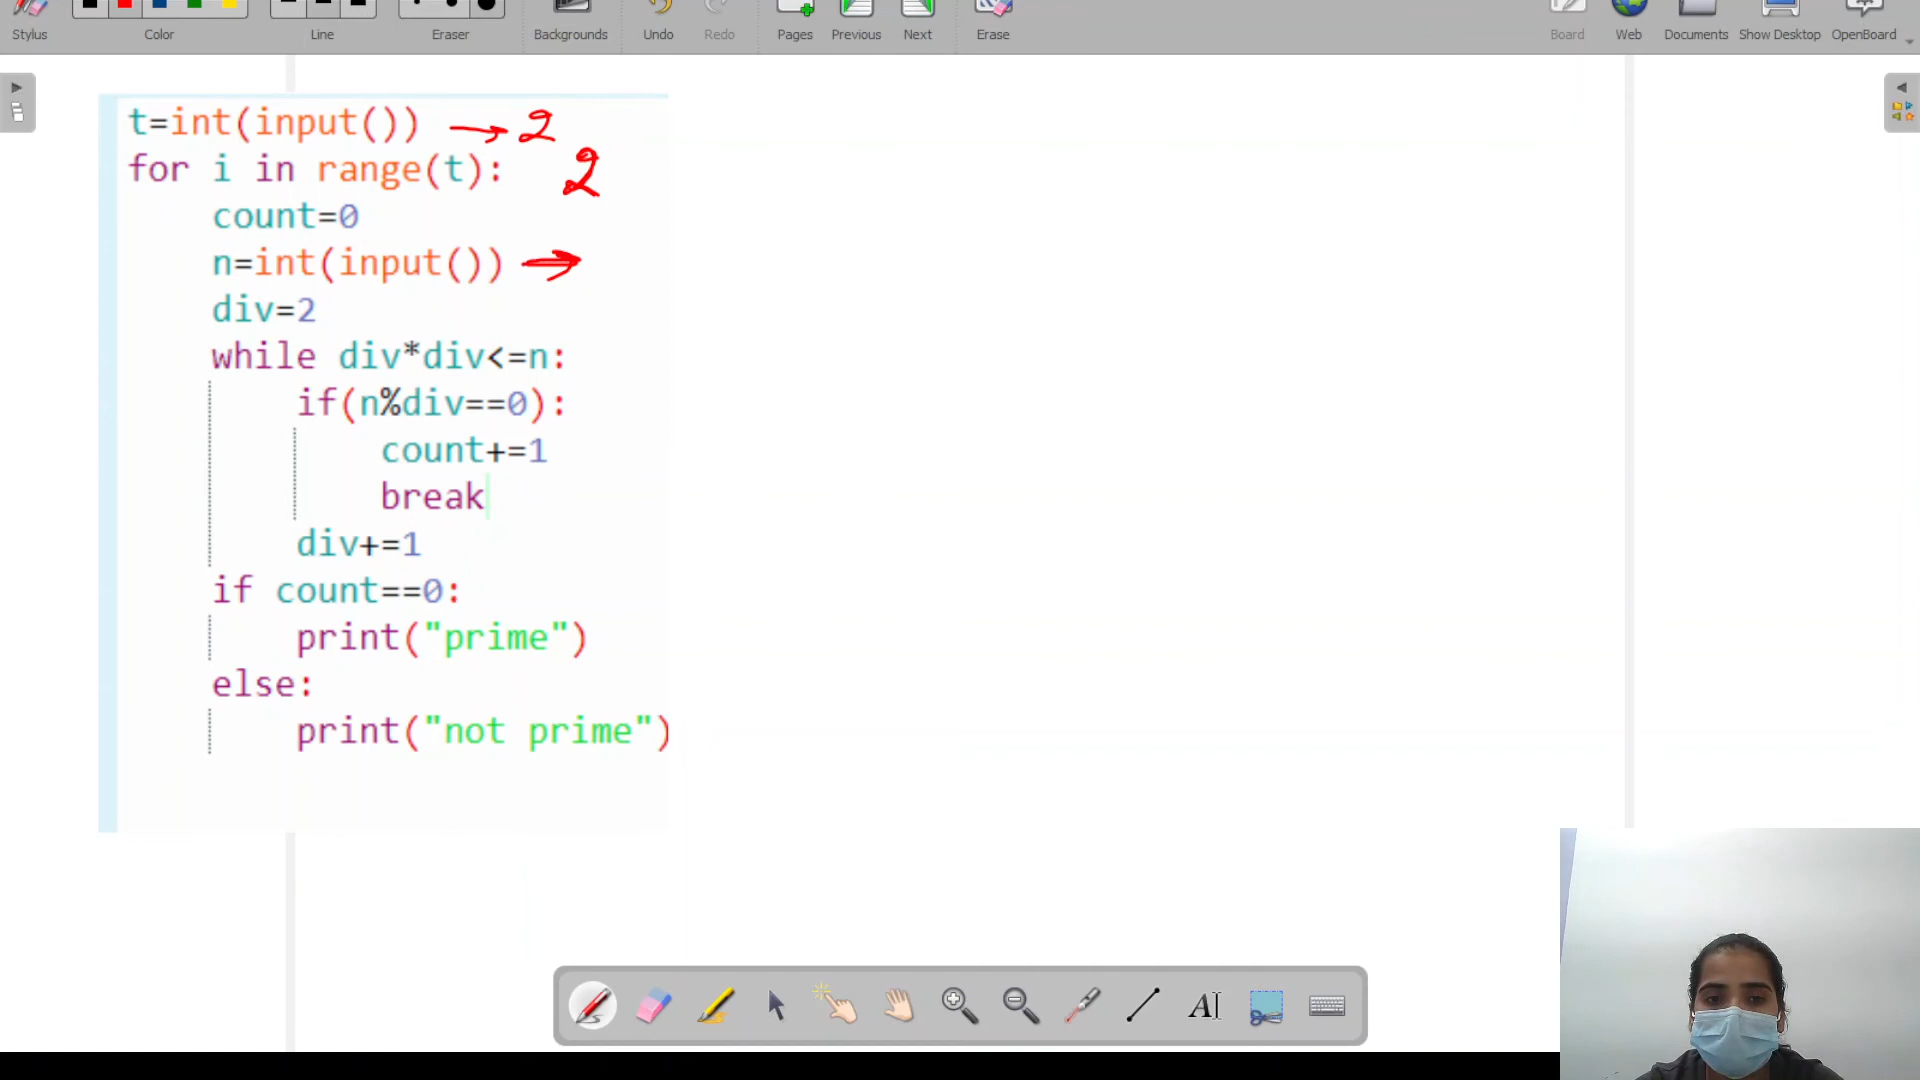 Stylus Color Line Eraser Backgrounds Undo Redo Pages Previous Next Erase Board Web Documents Show Desktop OpenBoard
t=int(input()) → 2
for i in range(t): 2
count=0
n=int(input()) →
div=2
while div*div<=n:
if(n%div==0):
count+=1
break
div+=1
if count==0:
print("prime")
else:
print("not prime")